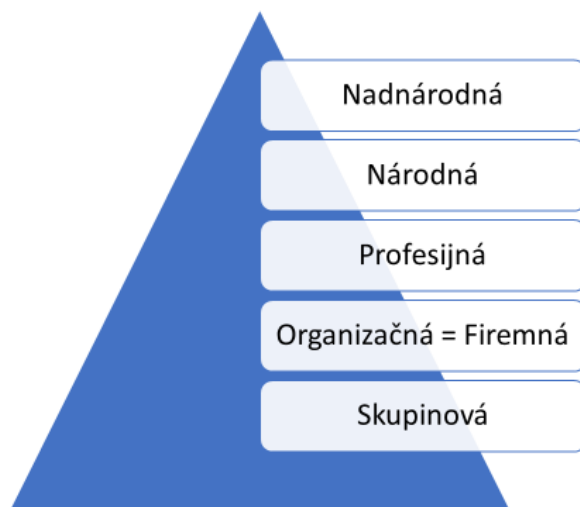 Nadnárodná
Národná
Profesijná
Organizačná = Firemná
Skupinová